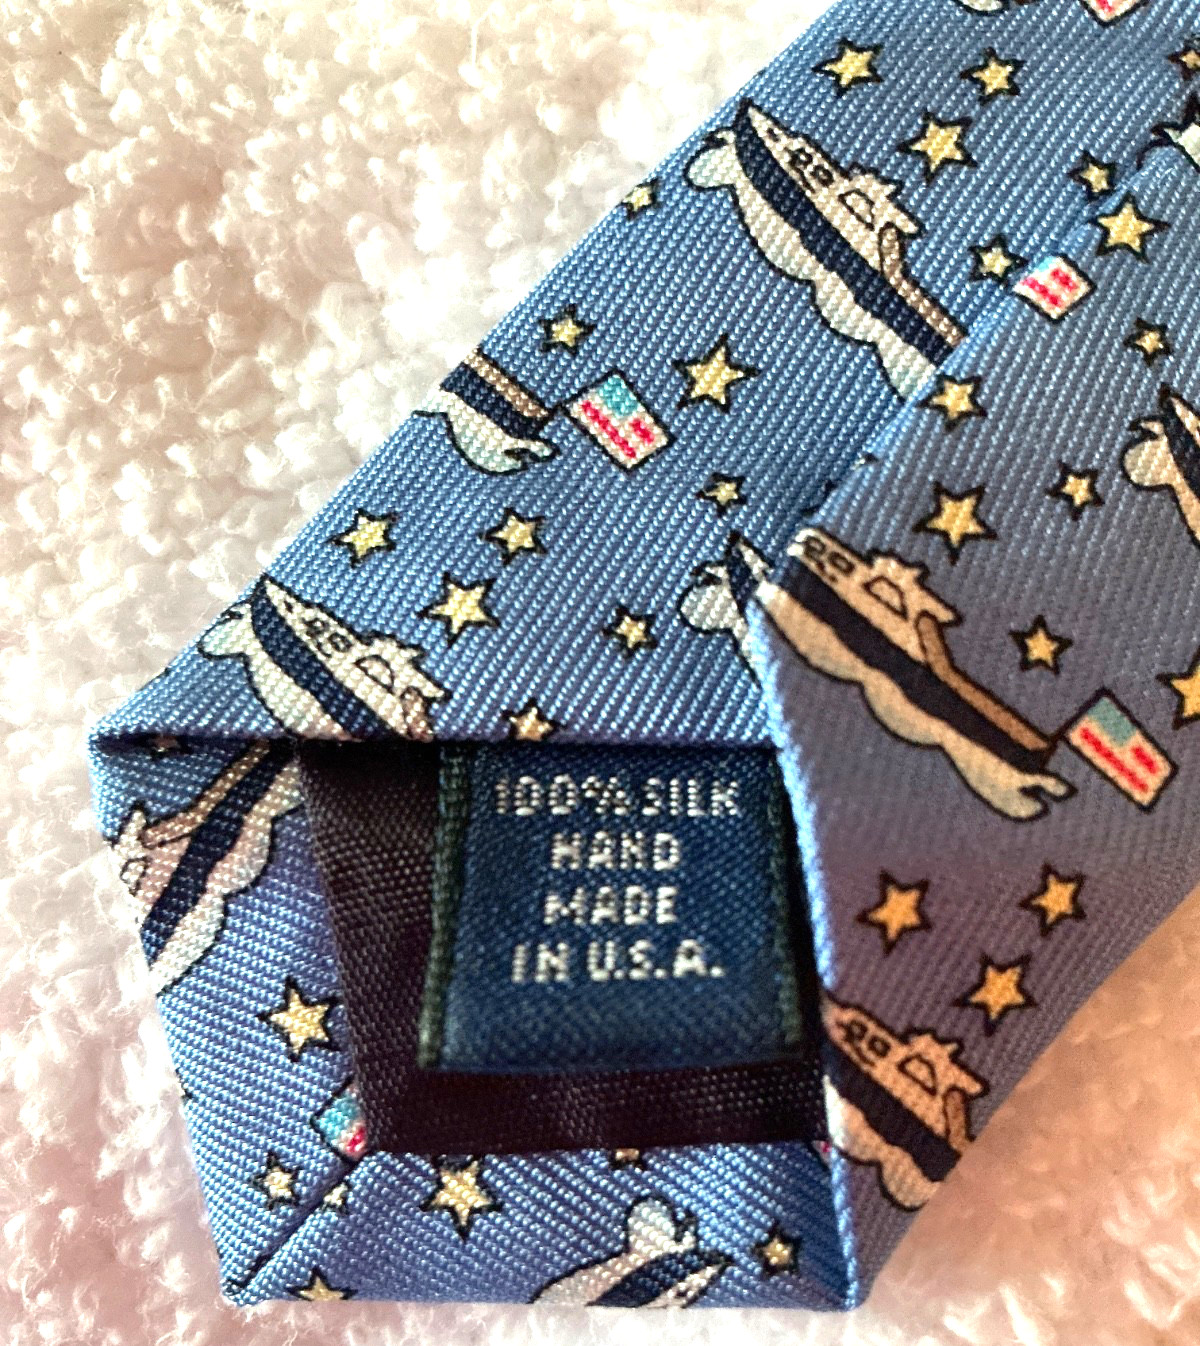 100% SILK
HAND
MADE
IN U.S.A.